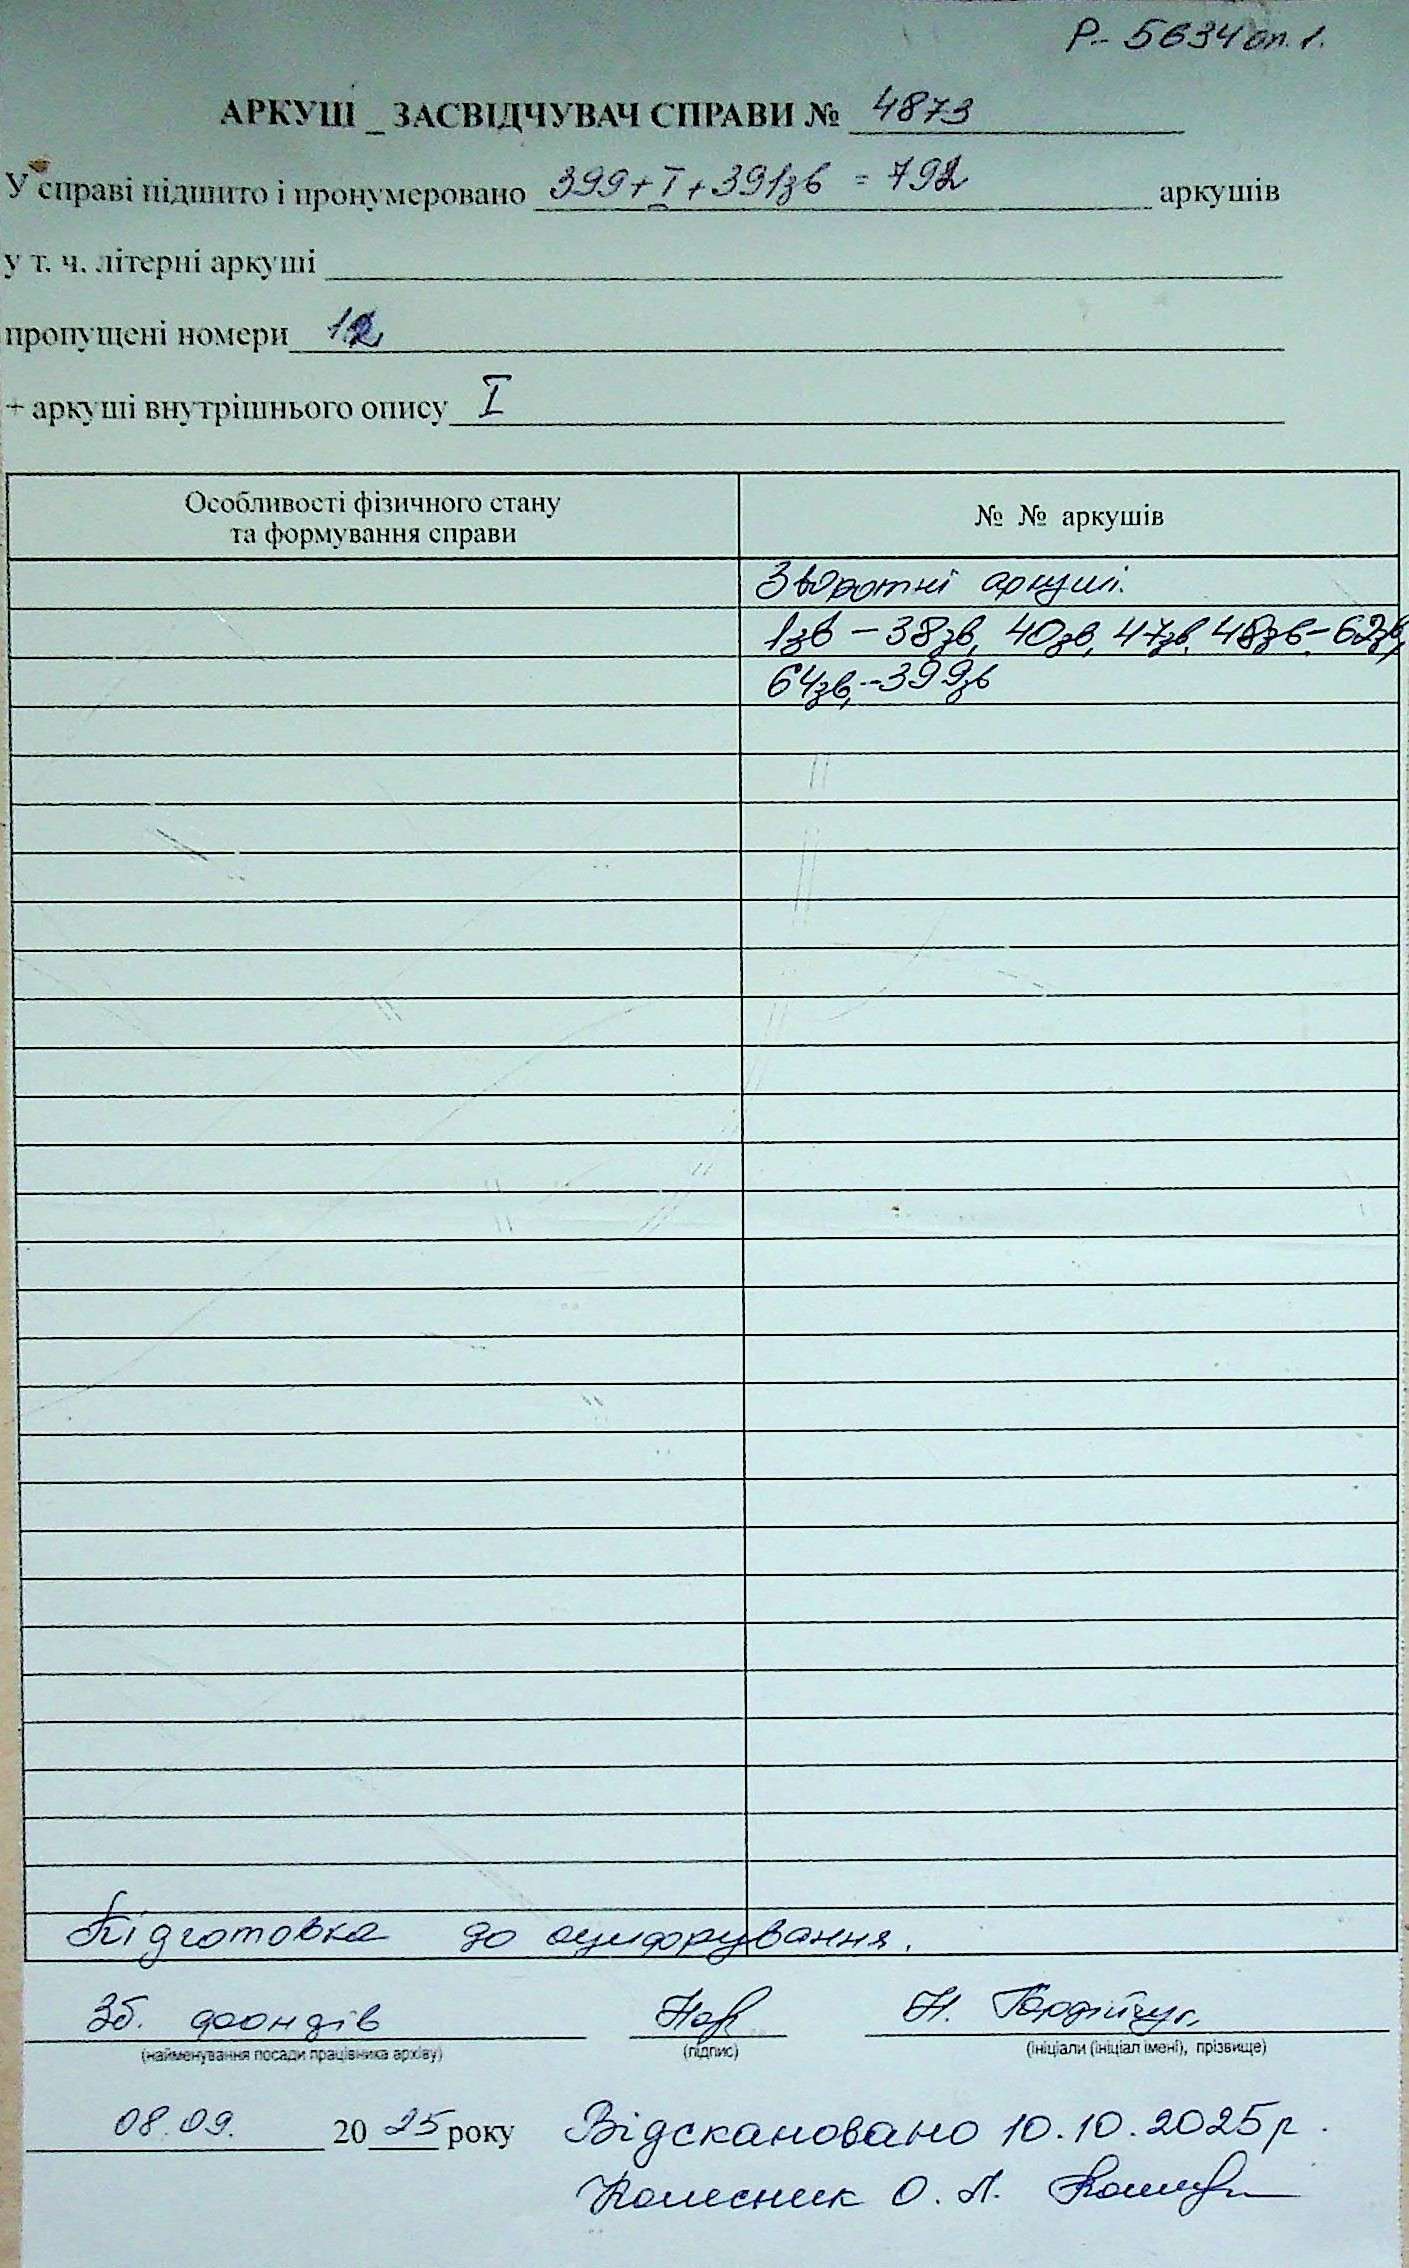 Р-5634 оп. 1.
АРКУШІ _ ЗАСВІДЧУВАЧ СПРАВИ № 4873
У справі підшито і пронумеровано 399+I+391зв = 792 аркушів
у т. ч. літерні аркуші
пропущені номери 12
+ аркуші внутрішнього опису I
Особливості фізичного стану
та формування справи
№ № аркушів
Зворотні аркуші.
1зв – 38зв, 40зв, 47зв, 48зв – 62зв,
64зв, – 399зв
Підготовка до оцифрування.
Зб. фондів Н. Гордійчук
(найменування посади працівника архіву) (підпис) (ініціали (ініціал імені), прізвище)
08.09. 20 25 року Відскановано 10.10.2025р.
Колесник О. Л.